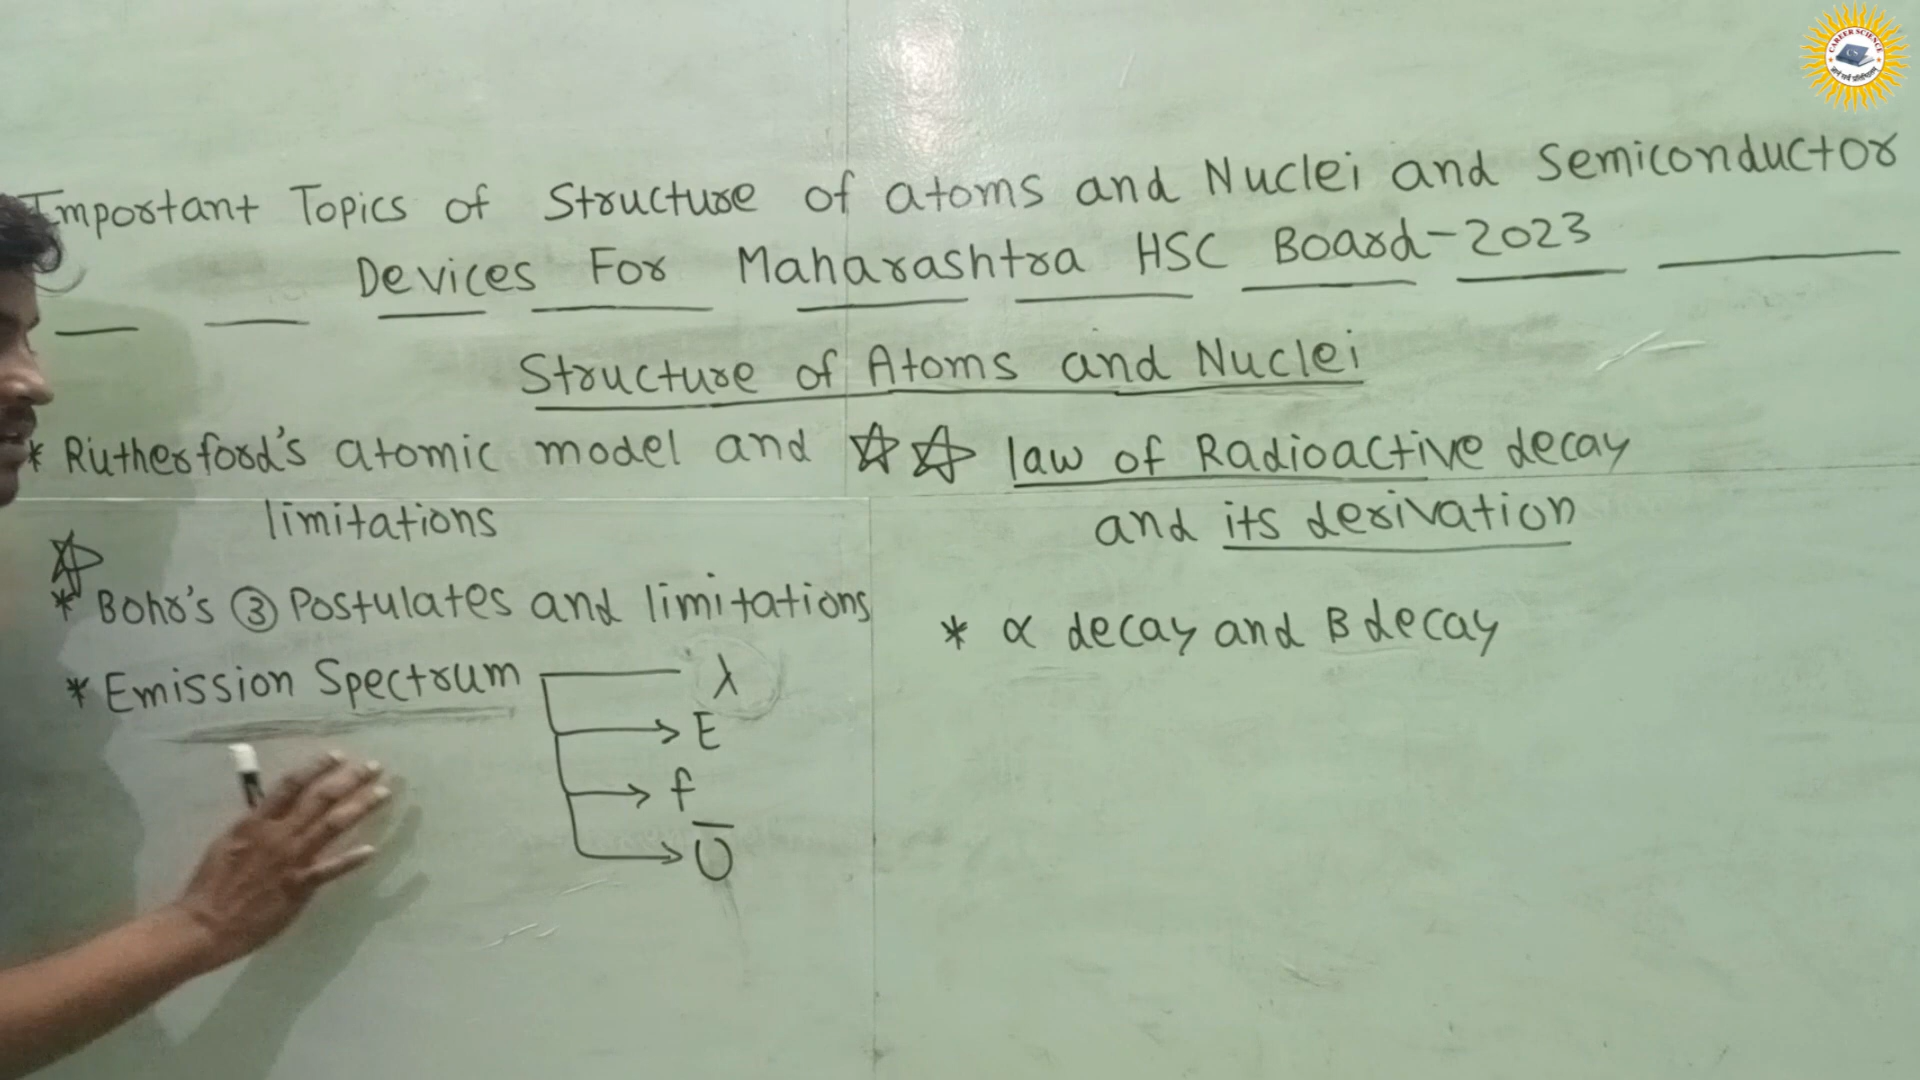 Important Topics of Structure of atoms and Nuclei and Semiconductor
Devices For Maharashtra HSC Board-2023
Structure of Atoms and Nuclei
* Rutherford's atomic model and
limitations
* Bohr's ③ Postulates and limitations
* Emission Spectrum
λ
E
f
ῡ
☆☆ law of Radioactive decay
and its derivation
* α decay and B decay
CAREER SCIENCE